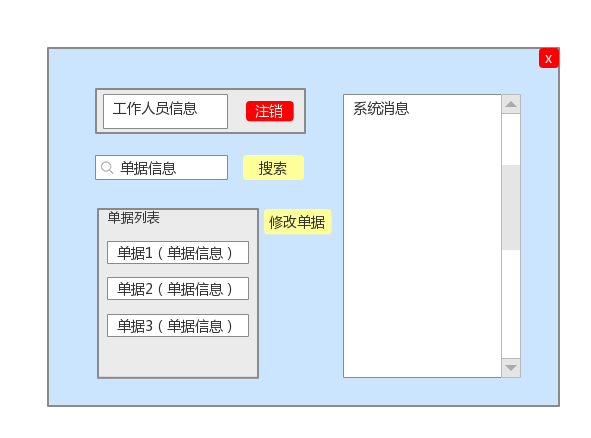 x
工作人员信息
注销
系统消息
单据信息
搜索
单据列表
修改单据
单据1（单据信息）
单据2（单据信息）
单据3（单据信息）